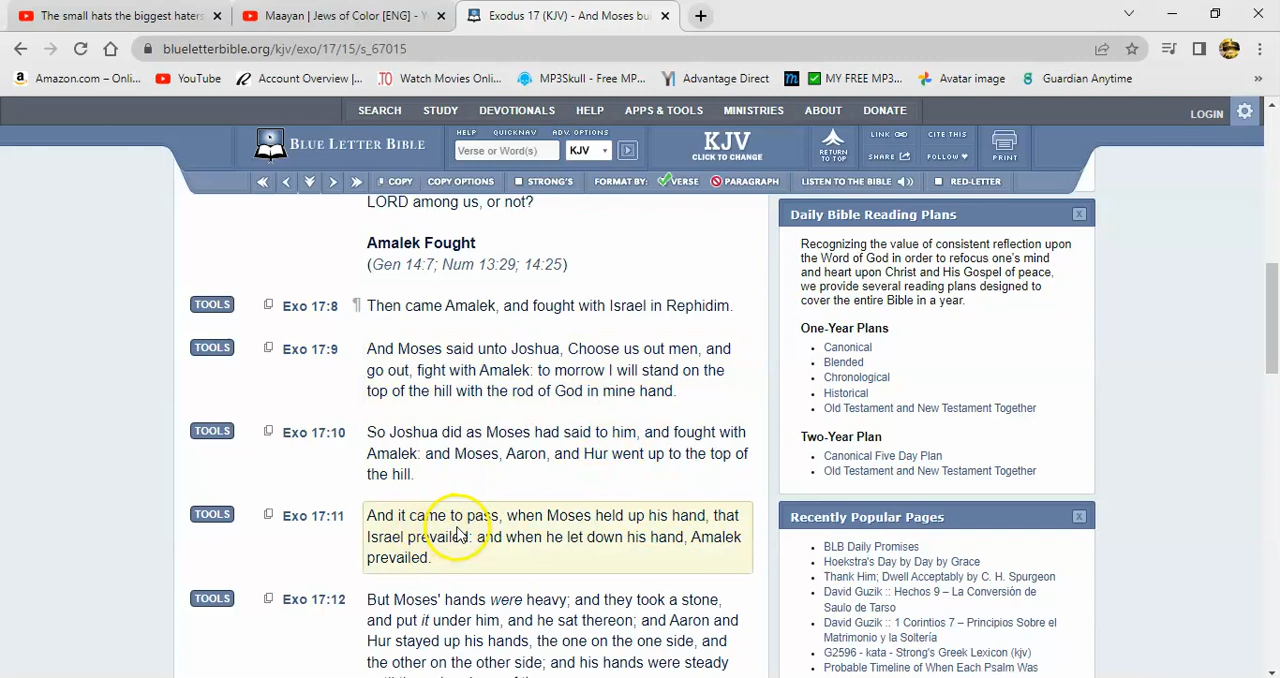 The small hats the biggest haters
Maayan | Jews of Color [ENG] - Y
Exodus 17 (KJV) - And Moses bu
blueletterbible.org/kjv/exo/17/15/s_67015
Amazon.com – Onli...
YouTube
Account Overview |...
Watch Movies Onlin...
MP3Skull - Free MP...
Advantage Direct
MY FREE MP3...
Avatar image
Guardian Anytime
»
SEARCH STUDY DEVOTIONALS HELP APPS & TOOLS MINISTRIES ABOUT DONATE
LOGIN
BLUE LETTER BIBLE
HELP QUICKNAV ADV. OPTIONS
Verse or Word(s) KJV
KJV
CLICK TO CHANGE
RETURN
TO TOP
LINK CITE THIS
SHARE FOLLOW
PRINT
COPY COPY OPTIONS STRONG'S FORMAT BY: VERSE PARAGRAPH LISTEN TO THE BIBLE RED-LETTER
LORD among us, or not?
Amalek Fought
(Gen 14:7; Num 13:29; 14:25)
TOOLS Exo 17:8 ¶ Then came Amalek, and fought with Israel in Rephidim.
TOOLS Exo 17:9 And Moses said unto Joshua, Choose us out men, and
go out, fight with Amalek: to morrow I will stand on the
top of the hill with the rod of God in mine hand.
TOOLS Exo 17:10 So Joshua did as Moses had said to him, and fought with
Amalek: and Moses, Aaron, and Hur went up to the top of
the hill.
TOOLS Exo 17:11 And it came to pass, when Moses held up his hand, that
Israel prevailed: and when he let down his hand, Amalek
prevailed.
TOOLS Exo 17:12 But Moses' hands were heavy; and they took a stone,
and put it under him, and he sat thereon; and Aaron and
Hur stayed up his hands, the one on the one side, and
the other on the other side; and his hands were steady
Daily Bible Reading Plans
Recognizing the value of consistent reflection upon
the Word of God in order to refocus one's mind
and heart upon Christ and His Gospel of peace,
we provide several reading plans designed to
cover the entire Bible in a year.
One-Year Plans
Canonical
Blended
Chronological
Historical
Old Testament and New Testament Together
Two-Year Plan
Canonical Five Day Plan
Old Testament and New Testament Together
Recently Popular Pages
BLB Daily Promises
Hoekstra's Day by Day by Grace
Thank Him; Dwell Acceptably by C. H. Spurgeon
David Guzik :: Hechos 9 – La Conversión de
Saulo de Tarso
David Guzik :: 1 Corintios 7 – Principios Sobre el
Matrimonio y la Soltería
G2596 - kata - Strong's Greek Lexicon (kjv)
Probable Timeline of When Each Psalm Was